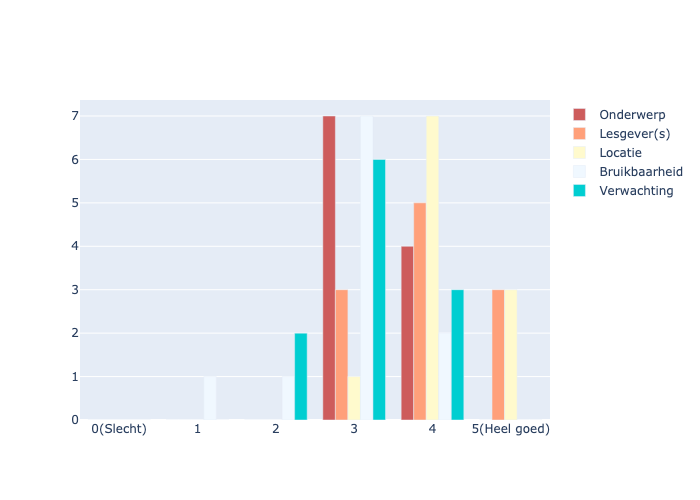 7
6
5
4
3
2
1
0
0(Slecht) 1 2 3 4 5(Heel goed)
Onderwerp
Lesgever(s)
Locatie
Bruikbaarheid
Verwachting